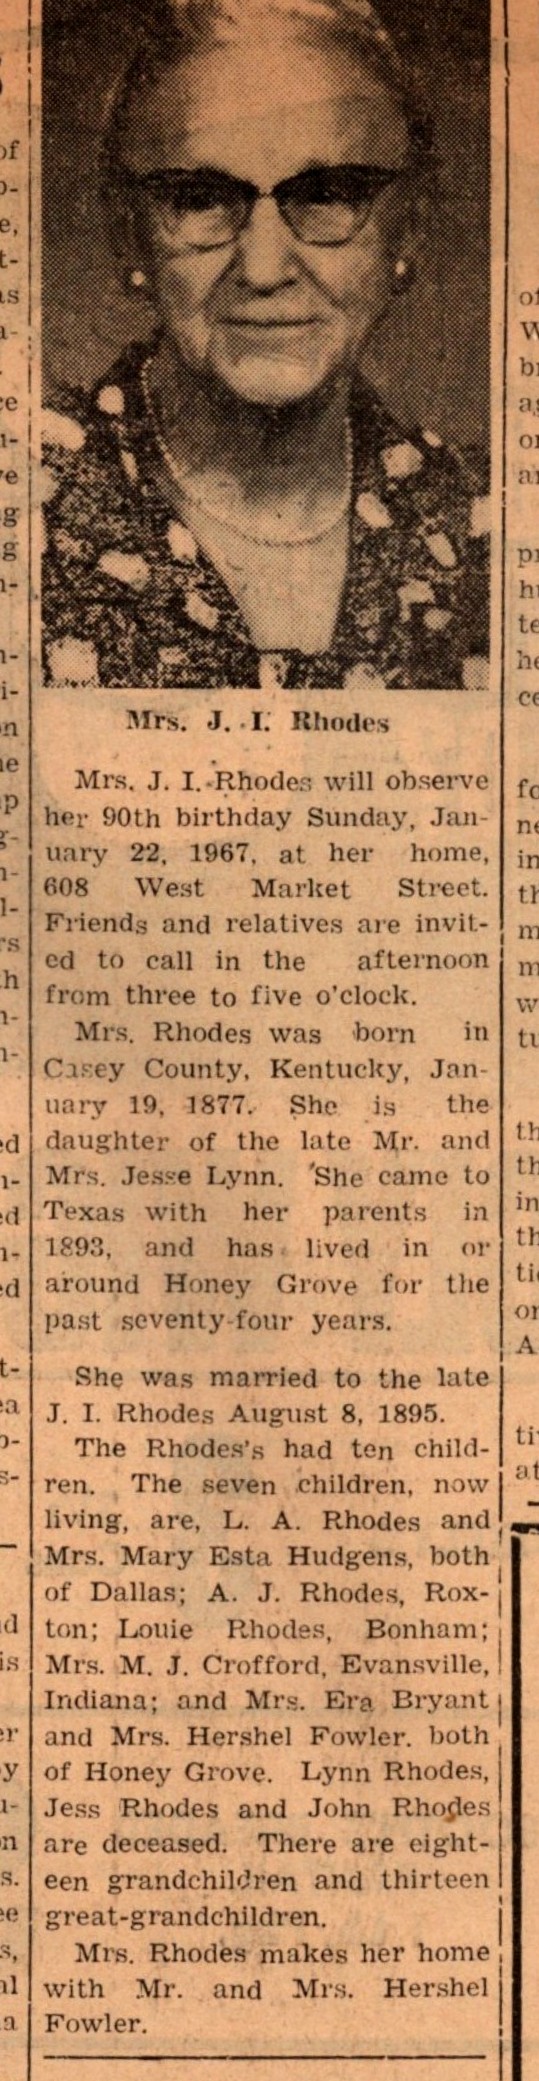 Mrs. J. I. Rhodes
Mrs. J. I. Rhodes will observe
her 90th birthday Sunday, Jan-
uary 22, 1967, at her home,
608 West Market Street.
Friends and relatives are invit-
ed to call in the afternoon
from three to five o'clock.
Mrs. Rhodes was born in
Casey County, Kentucky, Jan-
uary 19, 1877. She is the
daughter of the late Mr. and
Mrs. Jesse Lynn. She came to
Texas with her parents in
1893, and has lived in or
around Honey Grove for the
past seventy-four years.
She was married to the late
J. I. Rhodes August 8, 1895.
The Rhodes's had ten child-
ren. The seven children, now
living, are, L. A. Rhodes and
Mrs. Mary Esta Hudgens, both
of Dallas; A. J. Rhodes, Rox-
ton; Louie Rhodes, Bonham;
Mrs. M. J. Crofford, Evansville,
Indiana; and Mrs. Era Bryant
and Mrs. Hershel Fowler. both
of Honey Grove. Lynn Rhodes,
Jess Rhodes and John Rhodes
are deceased. There are eight-
een grandchildren and thirteen
great-grandchildren.
Mrs. Rhodes makes her home
with Mr. and Mrs. Hershel
Fowler.